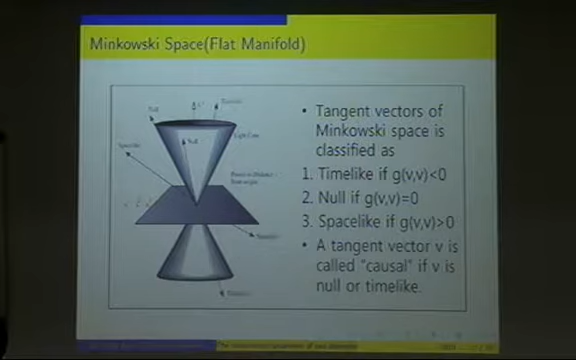 Minkowski Space(Flat Manifold)
Null
Null
Light Cone
Spacelike
• Tangent vectors of
Minkowski space is
classified as
1. Timelike if g(v,v)<0
2. Null if g(v,v)=0
3. Spacelike if g(v,v)>0
• A tangent vector v is
called "causal" if v is
null or timelike.